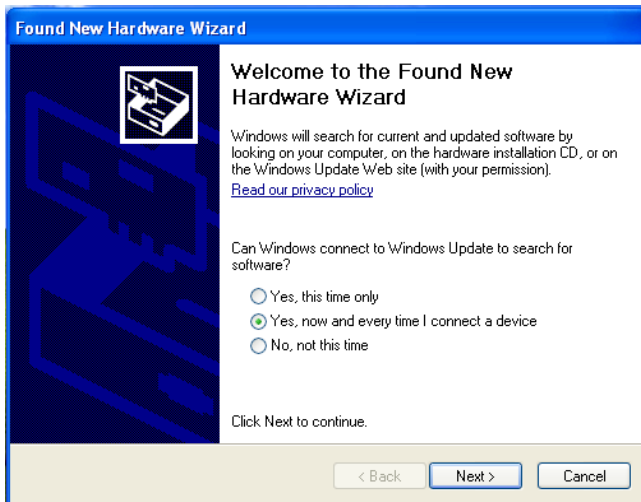 Found New Hardware Wizard
Welcome to the Found New
Hardware Wizard
Windows will search for current and updated software by
looking on your computer, on the hardware installation CD, or on
the Windows Update Web site (with your permission).
Read our privacy policy
Can Windows connect to Windows Update to search for
software?
Yes, this time only
Yes, now and every time I connect a device
No, not this time
Click Next to continue.
< Back
Next >
Cancel